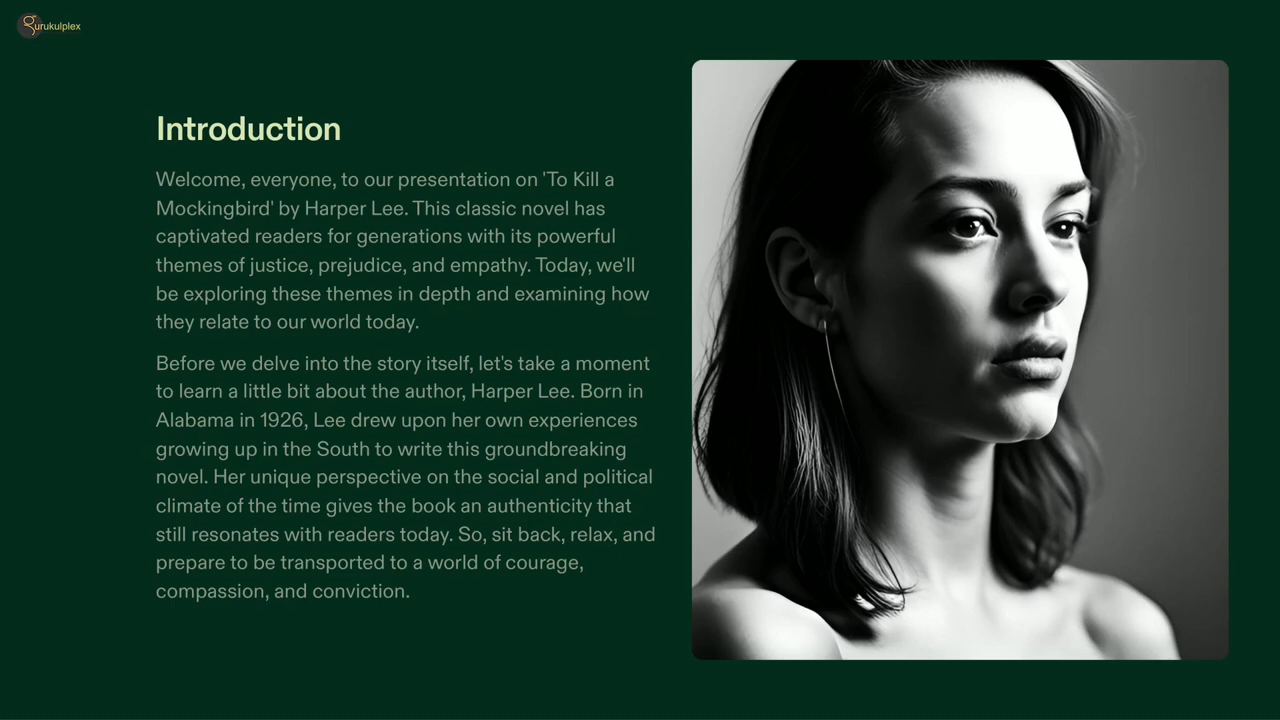 gurukulplex
Introduction
Welcome, everyone, to our presentation on 'To Kill a
Mockingbird' by Harper Lee. This classic novel has
captivated readers for generations with its powerful
themes of justice, prejudice, and empathy. Today, we'll
be exploring these themes in depth and examining how
they relate to our world today.
Before we delve into the story itself, let's take a moment
to learn a little bit about the author, Harper Lee. Born in
Alabama in 1926, Lee drew upon her own experiences
growing up in the South to write this groundbreaking
novel. Her unique perspective on the social and political
climate of the time gives the book an authenticity that
still resonates with readers today. So, sit back, relax, and
prepare to be transported to a world of courage,
compassion, and conviction.